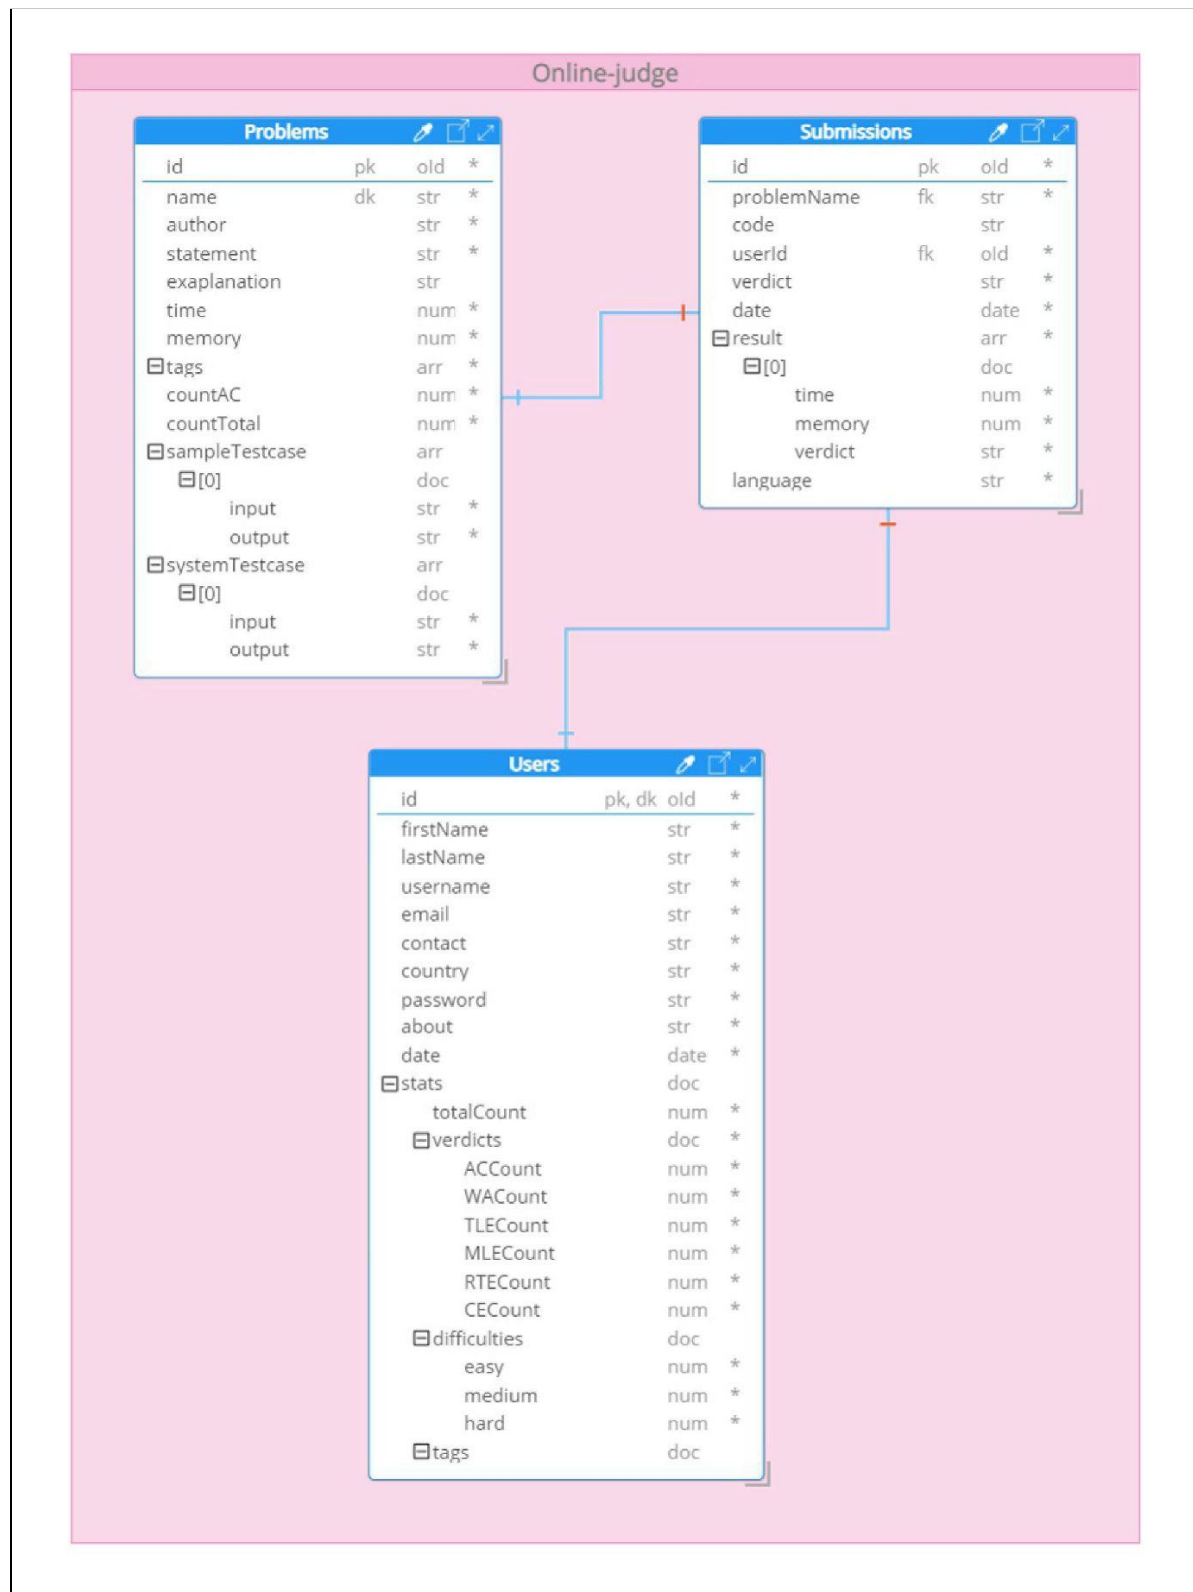 Online-judge
Problems
id pk oId *
name dk str *
author str *
statement str *
exaplanation str
time num *
memory num *
tags arr *
countAC num *
countTotal num *
sampleTestcase arr
[0] doc
input str *
output str *
systemTestcase arr
[0] doc
input str *
output str *
Submissions
id pk oId *
problemName fk str *
code str
userId fk oId *
verdict str *
date date *
result arr *
[0] doc
time num *
memory num *
verdict str *
language str *
Users
id pk, dk oId *
firstName str *
lastName str *
username str *
email str *
contact str *
country str *
password str *
about str *
date date *
stats doc
totalCount num *
verdicts doc *
ACCount num *
WACount num *
TLECount num *
MLECount num *
RTECount num *
CECount num *
difficulties doc
easy num *
medium num *
hard num *
tags doc